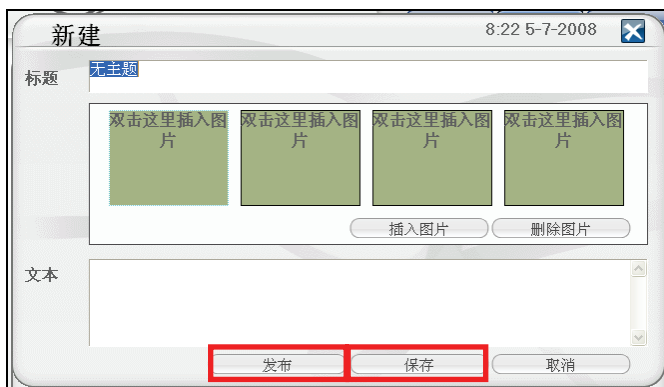 新建
8:22 5-7-2008
标题
无主题
双击这里插入图
片
双击这里插入图
片
双击这里插入图
片
双击这里插入图
片
插入图片
删除图片
文本
发布
保存
取消